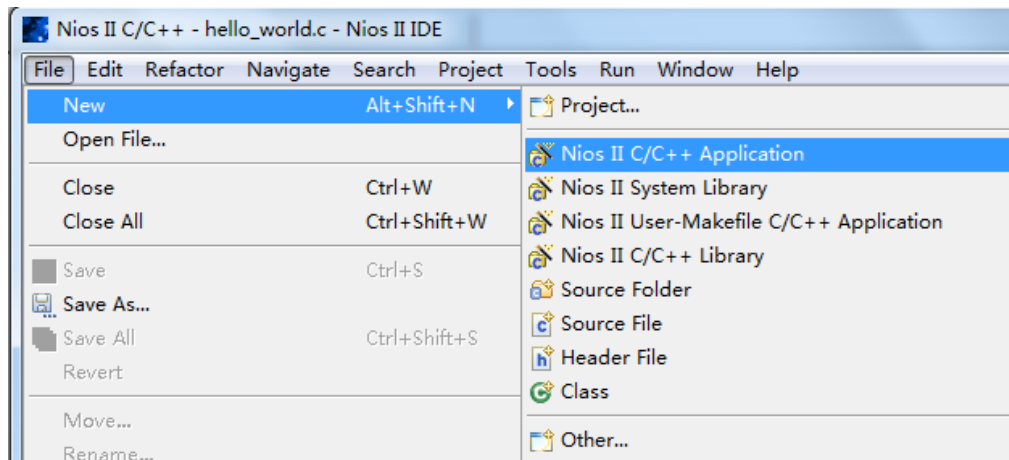 Nios II C/C++ - hello_world.c - Nios II IDE
File Edit Refactor Navigate Search Project Tools Run Window Help
New Alt+Shift+N
Open File...
Close Ctrl+W
Close All Ctrl+Shift+W
Save Ctrl+S
Save As...
Save All Ctrl+Shift+S
Revert
Move...
Rename...
Project...
Nios II C/C++ Application
Nios II System Library
Nios II User-Makefile C/C++ Application
Nios II C/C++ Library
Source Folder
Source File
Header File
Class
Other...